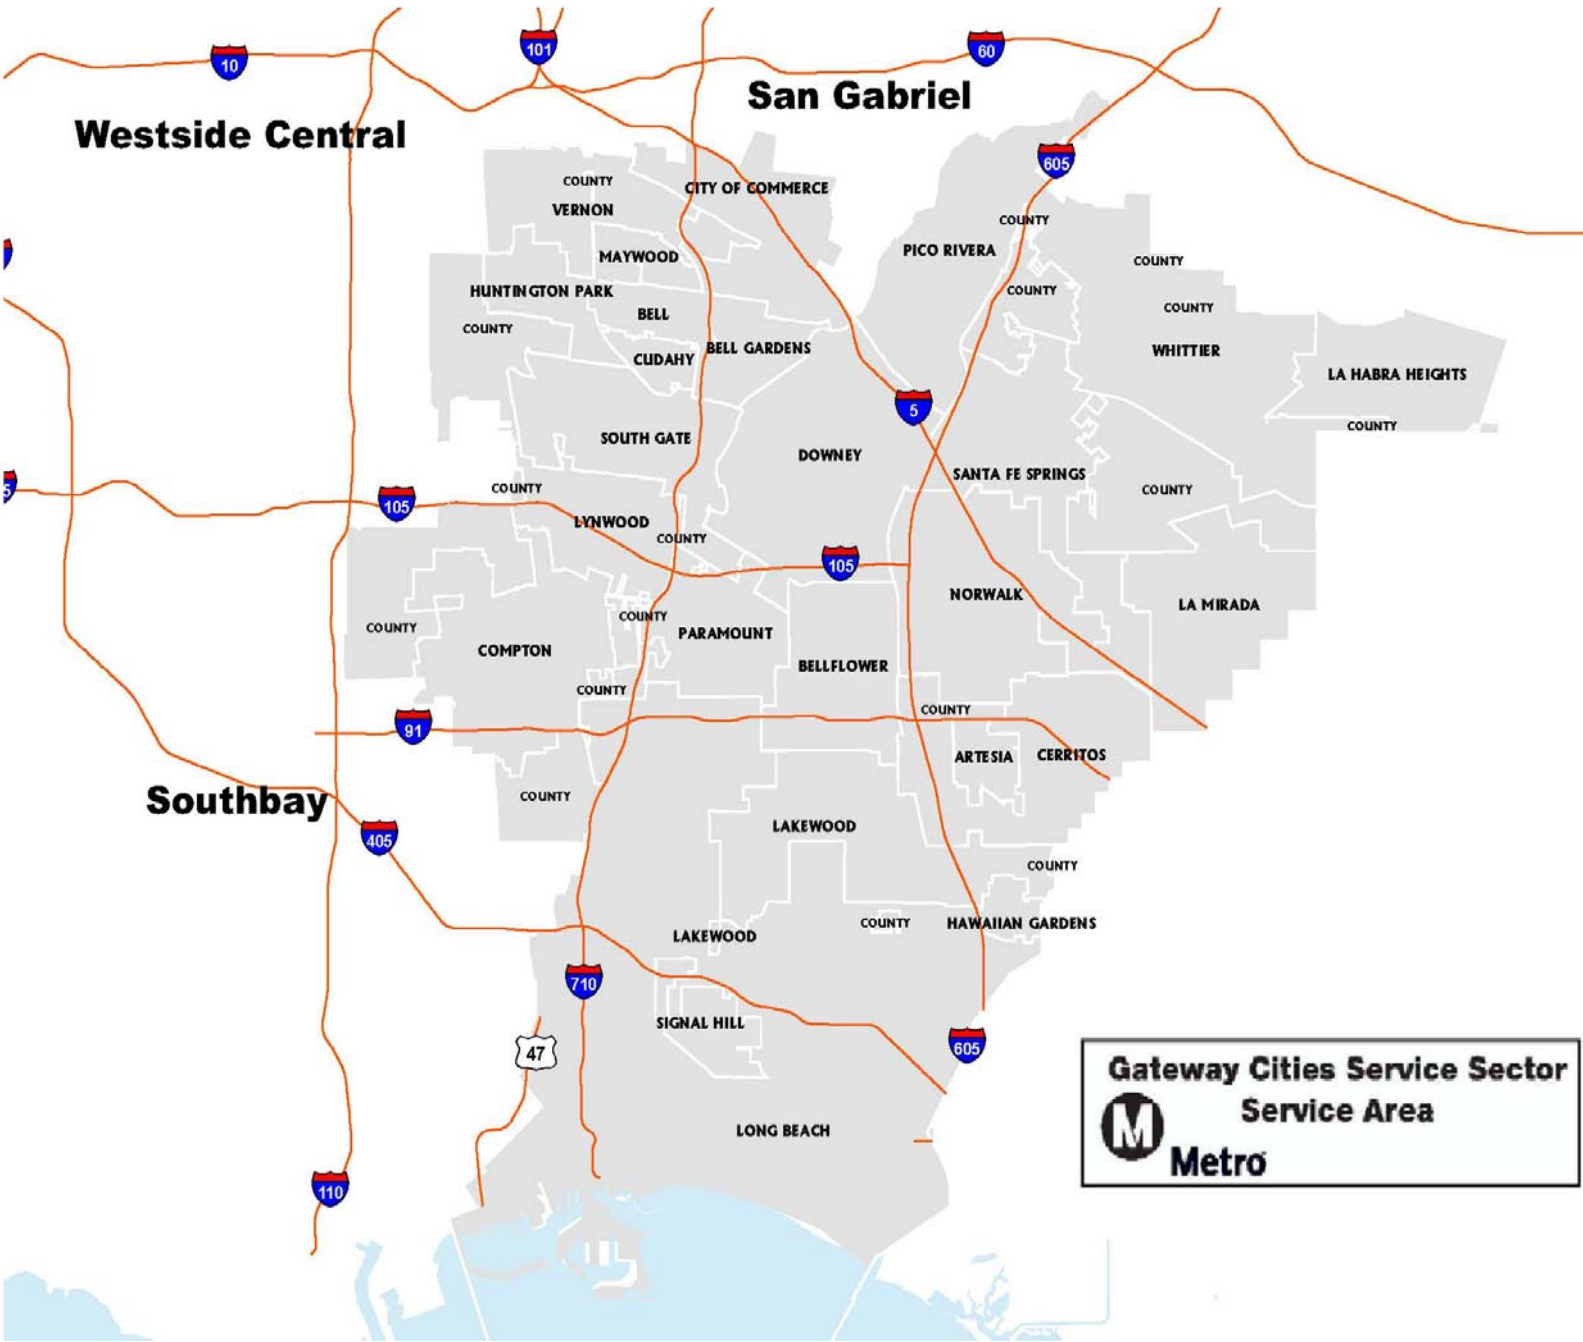 101
60
10
San Gabriel
Westside Central
605
COUNTY
CITY OF COMMERCE
VERNON
COUNTY
PICO RIVERA
MAYWOOD
COUNTY
HUNTINGTON PARK
COUNTY
COUNTY
BELL
COUNTY
BELL GARDENS
WHITTIER
CUDAHY
LA HABRA HEIGHTS
5
COUNTY
SOUTH GATE
DOWNEY
SANTA FE SPRINGS
5
COUNTY
COUNTY
105
LYNWOOD
COUNTY
105
NORWALK
LA MIRADA
COUNTY
COUNTY
PARAMOUNT
COMPTON
BELLFLOWER
COUNTY
COUNTY
91
ARTESIA
CERRITOS
COUNTY
Southbay
LAKEWOOD
405
COUNTY
COUNTY
HAWAIIAN GARDENS
LAKEWOOD
710
SIGNAL HILL
605
47
Gateway Cities Service Sector
Service Area
M
Metro
LONG BEACH
110